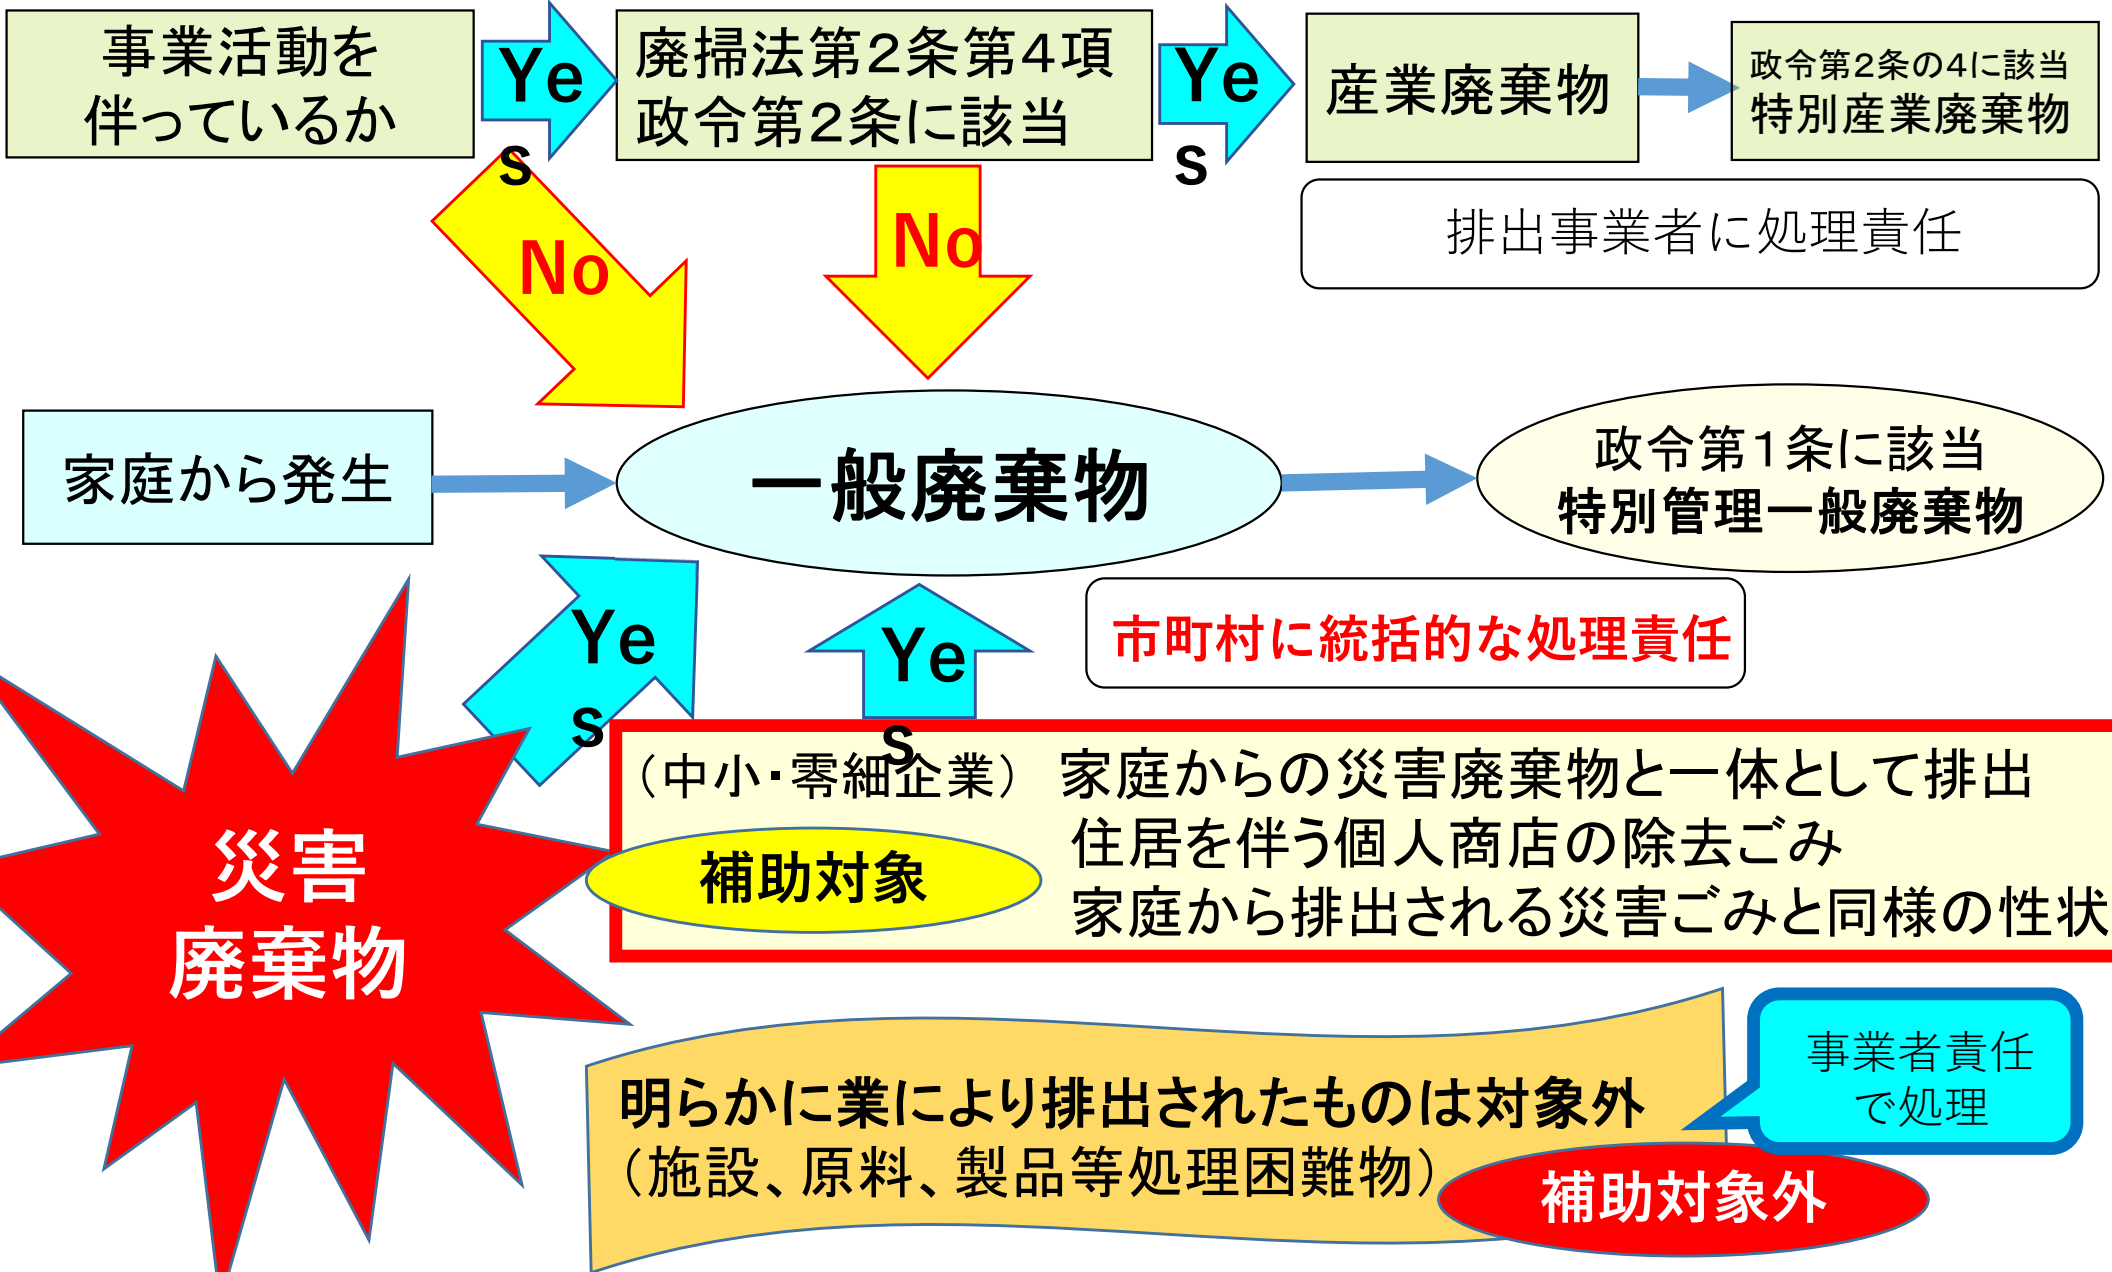 事業活動を
伴っているか
Yes
廃掃法第2条第4項
政令第2条に該当
Yes
産業廃棄物
政令第2条の4に該当
特別産業廃棄物
No
No
排出事業者に処理責任
家庭から発生
一般廃棄物
政令第1条に該当
特別管理一般廃棄物
Yes
Yes
市町村に統括的な処理責任
災害
廃棄物
（中小・零細企業） 家庭からの災害廃棄物と一体として排出
住居を伴う個人商店の除去ごみ
補助対象
家庭から排出される災害ごみと同様の性状
明らかに業により排出されたものは対象外
（施設、原料、製品等処理困難物）
事業者責任
で処理
補助対象外